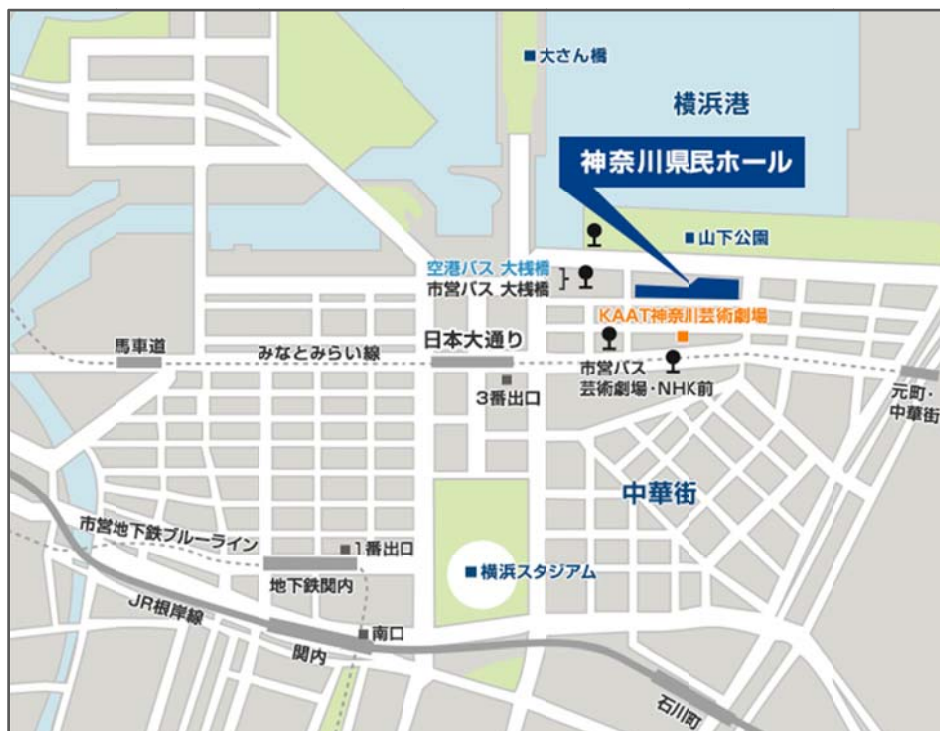 大さん橋
横浜港
神奈川県民ホール
山下公園
空港バス 大桟橋
市営バス 大桟橋
KAAT神奈川芸術劇場
日本大通り
馬車道
みなとみらい線
市営バス
芸術劇場・NHK前
3番出口
元町・
中華街
中華街
市営地下鉄ブルーライン
1番出口
横浜スタジアム
地下鉄関内
JR根岸線
南口
関内
石川町